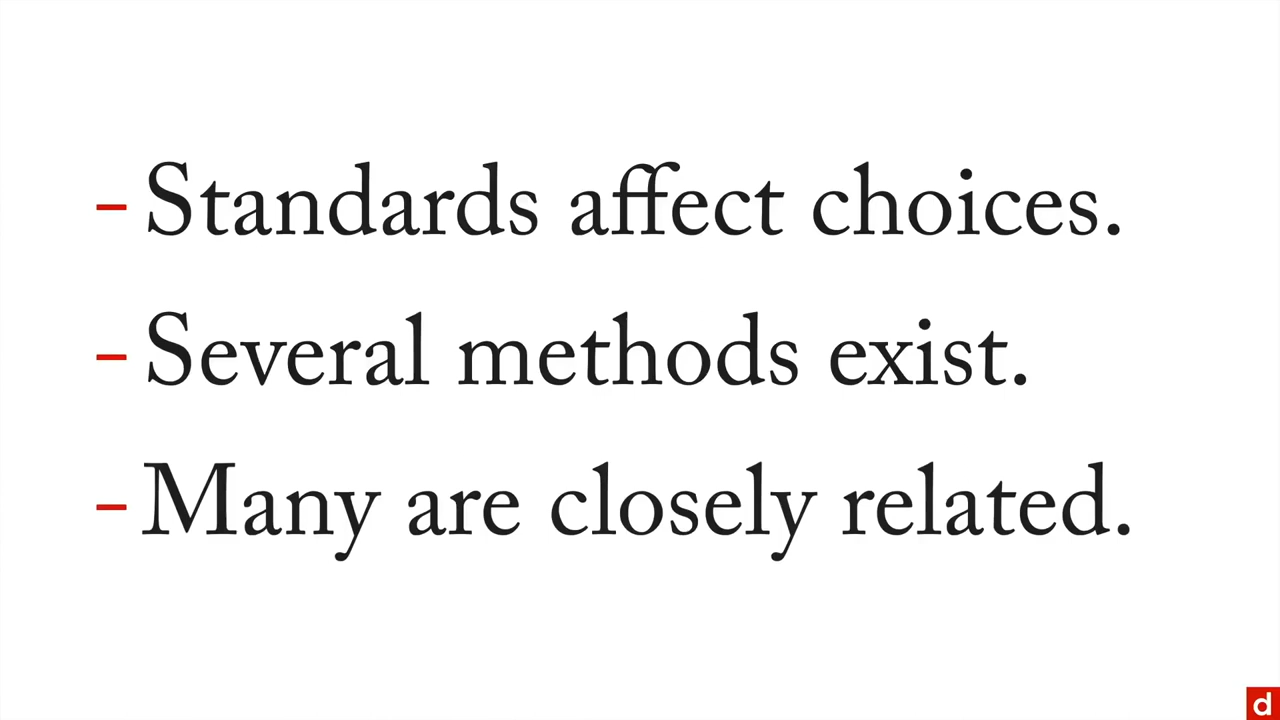 – Standards affect choices.
– Several methods exist.
– Many are closely related.
d